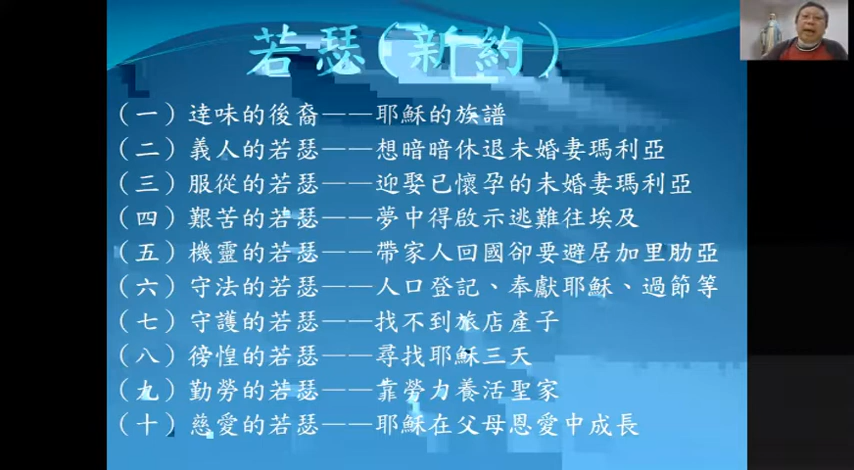 若瑟(新約)
(一)達味的後裔——耶穌的族譜
(二)義人的若瑟——想暗暗休退未婚妻瑪利亞
(三)服從的若瑟——迎娶已懷孕的未婚妻瑪利亞
(四)艱苦的若瑟——夢中得啟示逃難往埃及
(五)機靈的若瑟——帶家人回國卻要避居加里肋亞
(六)守法的若瑟——人口登記、奉獻耶穌、過節等
(七)守護的若瑟——找不到旅店產子
(八)徬惶的若瑟——尋找耶穌三天
(九)勤勞的若瑟——靠勞力養活聖家
(十)慈愛的若瑟——耶穌在父母恩愛中成長